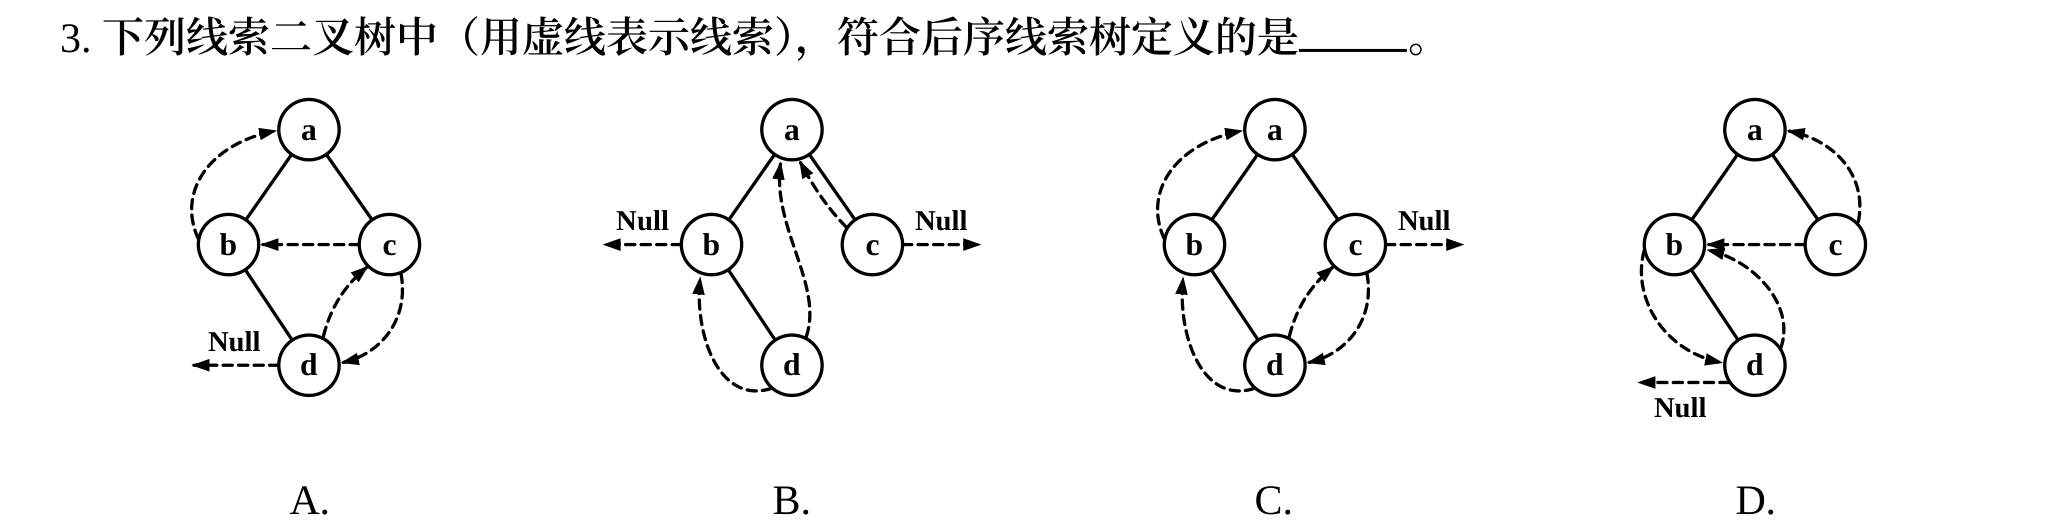 3. 下列线索二叉树中（用虚线表示线索），符合后序线索树定义的是_____。
a a a a
Null Null Null
b c b c b c b c
Null d d d d
Null
A. B. C. D.